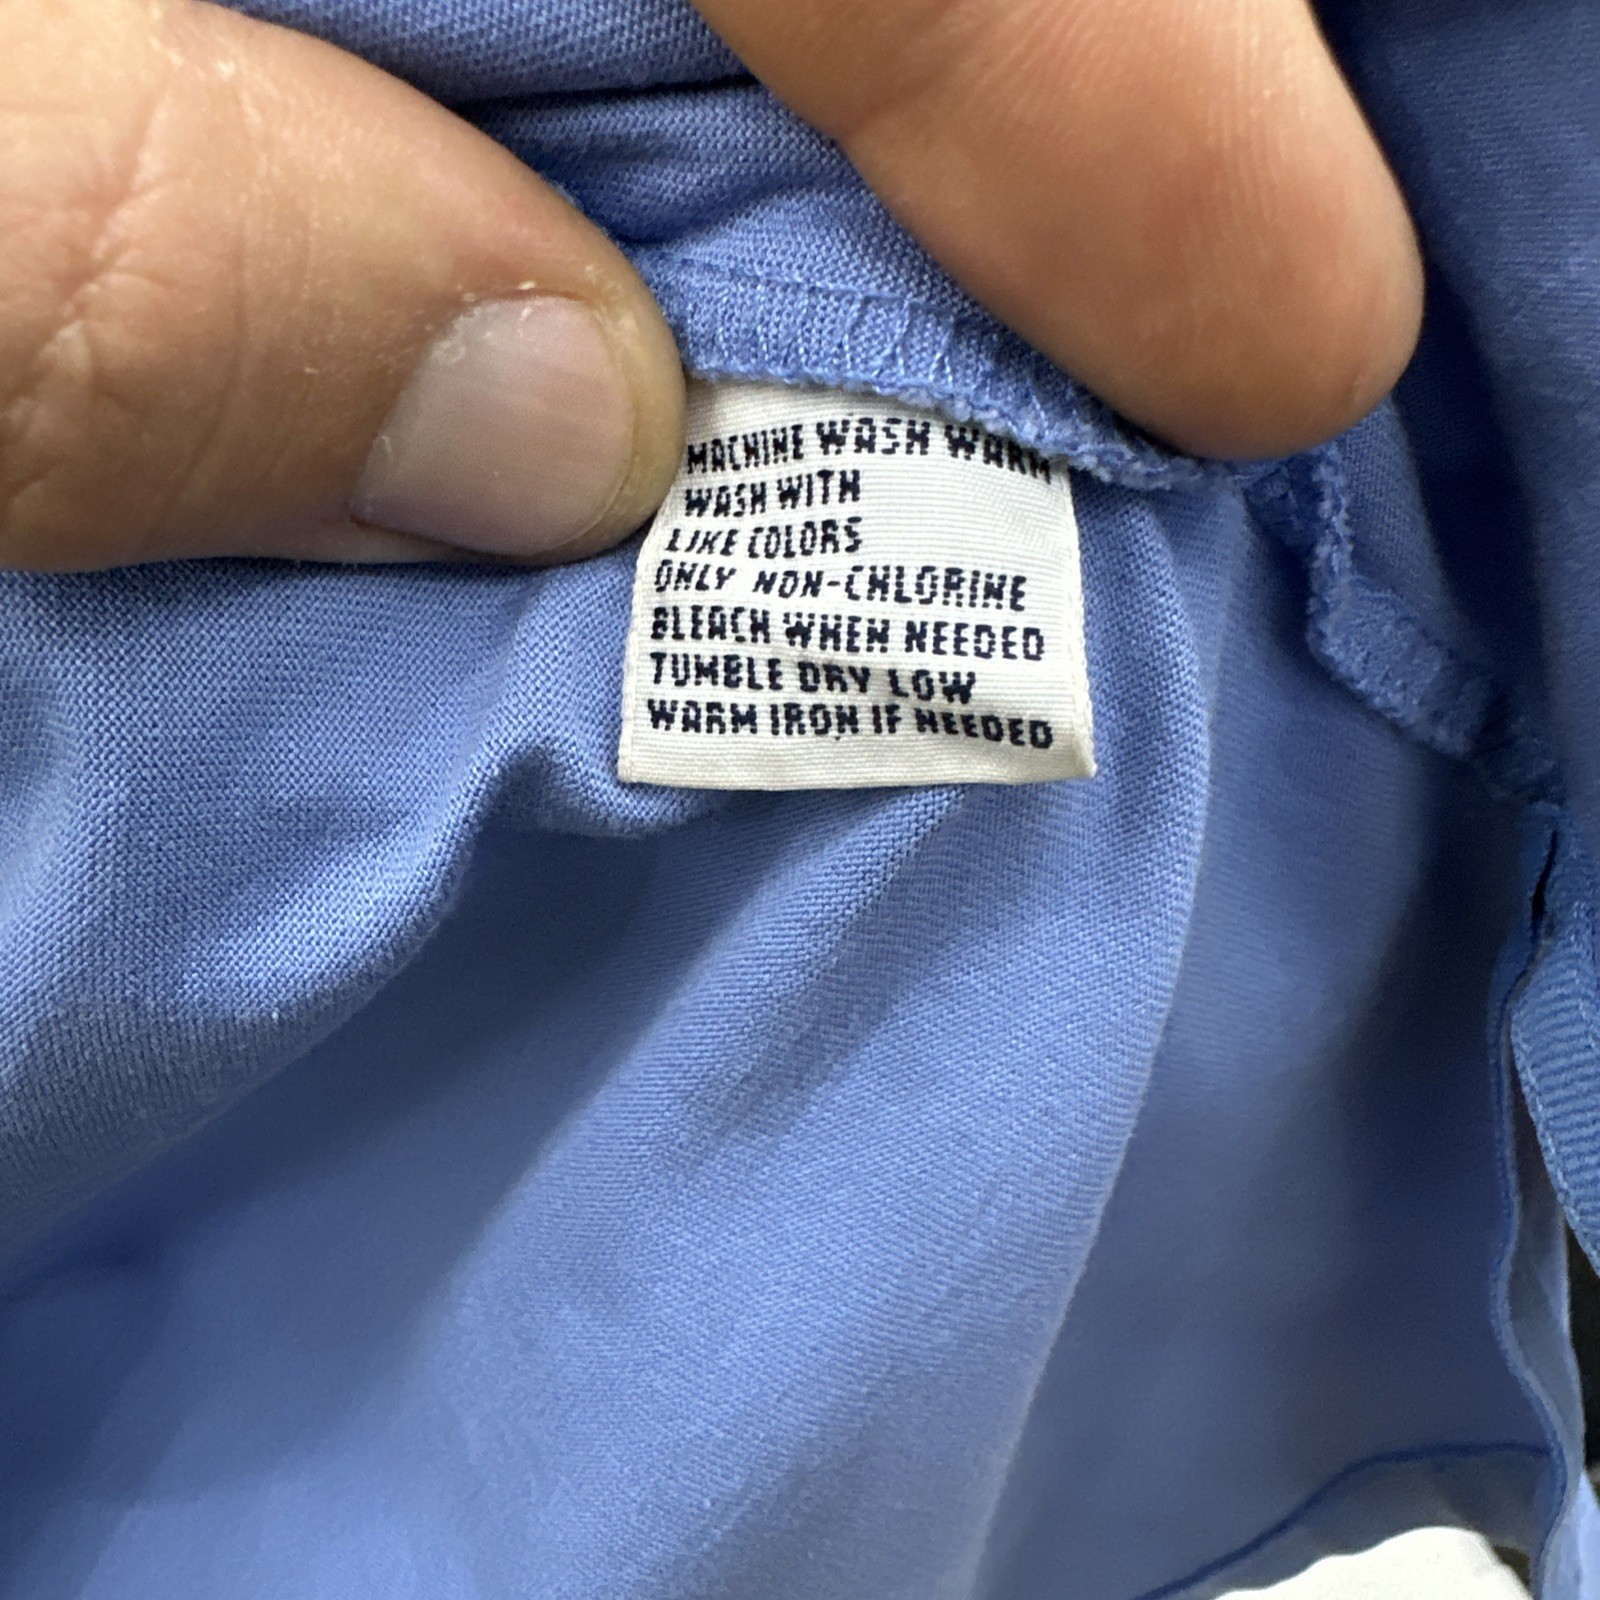 MACHINE WASH WARM
WASH WITH
LIKE COLORS
ONLY NON-CHLORINE
BLEACH WHEN NEEDED
TUMBLE DRY LOW
WARM IRON IF NEEDED